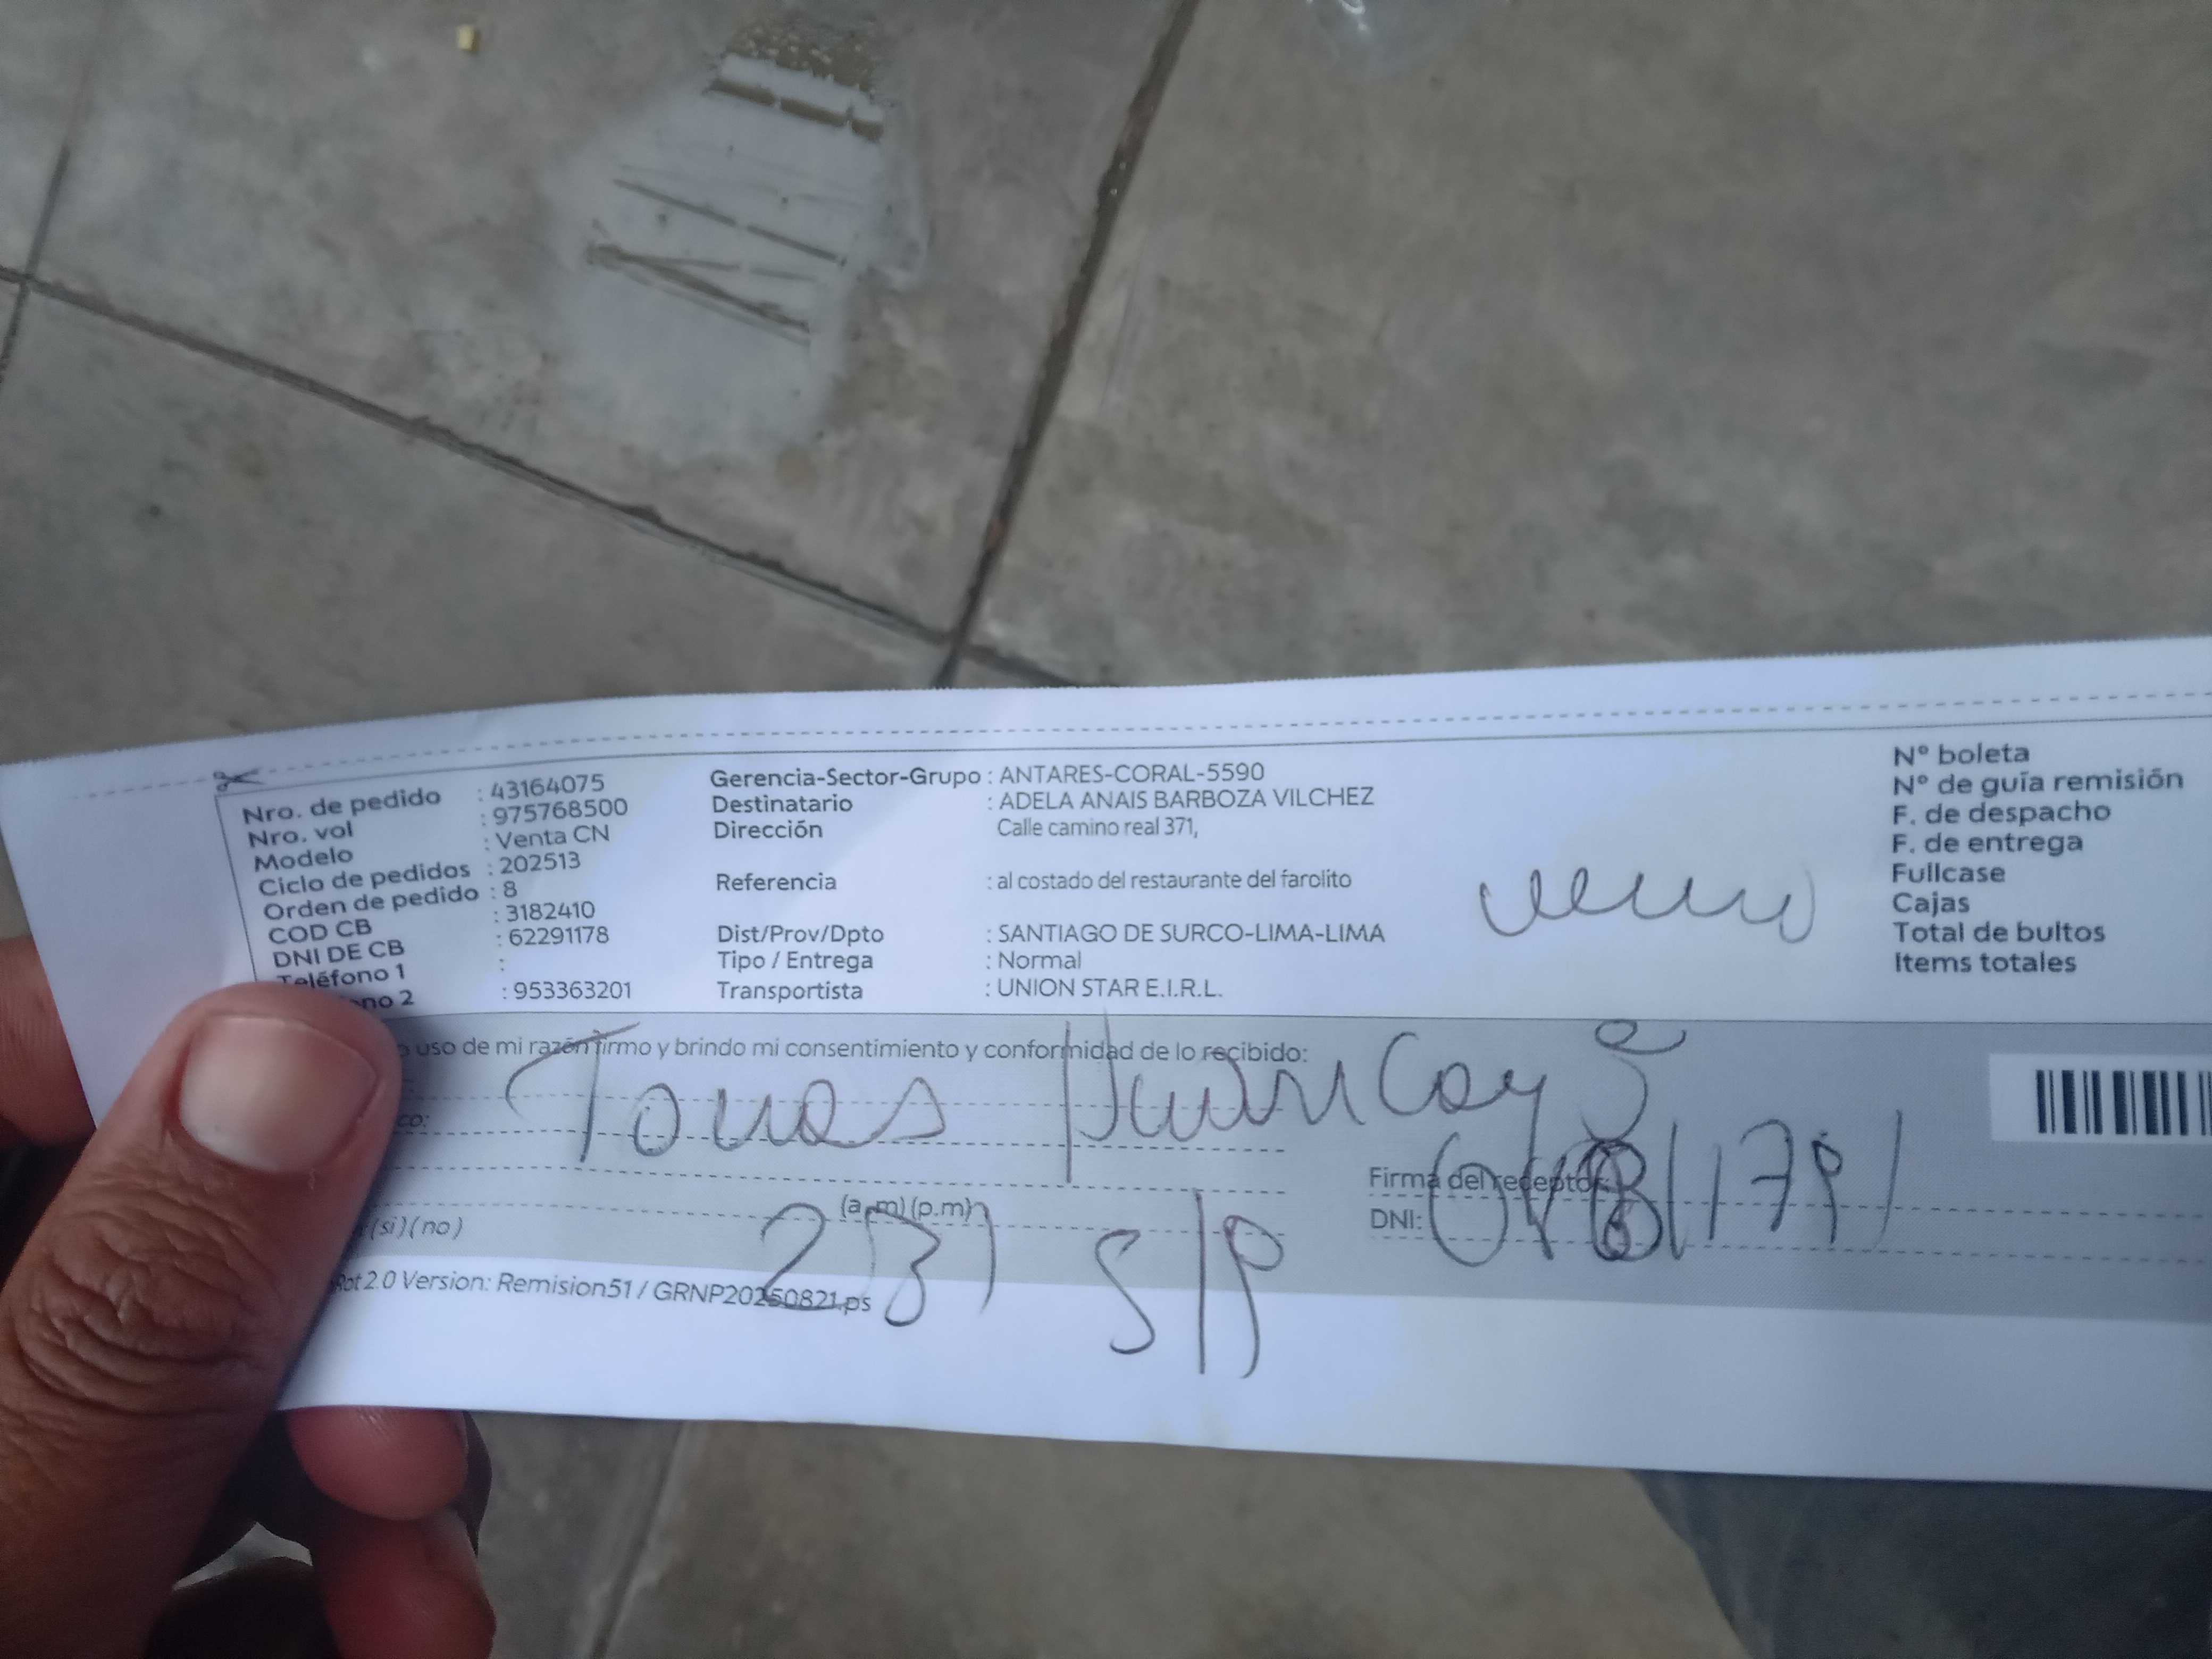 Nro. de pedido : 43164075
Nro. vol : 975768500
Modelo : Venta CN
Ciclo de pedidos : 202513
Orden de pedido : 8
COD CB : 3182410
DNI DE CB : 62291178
Teléfono 1 :
no 2 : 953363201
Gerencia-Sector-Grupo : ANTARES-CORAL-5590
Destinatario : ADELA ANAIS BARBOZA VILCHEZ
Dirección Calle camino real 371,
Referencia : al costado del restaurante del farolito
Dist/Prov/Dpto : SANTIAGO DE SURCO-LIMA-LIMA
Tipo / Entrega : Normal
Transportista : UNION STAR E.I.R.L.
N° boleta
N° de guía remisión
F. de despacho
F. de entrega
Fullcase
Cajas
Total de bultos
Items totales
uso de mi razón firmo y brindo mi consentimiento y conformidad de lo recibido:
co:
Firma del receptor:
(a.m) (p.m)
DNI:
(si) (no)
2.0 Version: Remision51 / GRNP20250821.ps
S/P